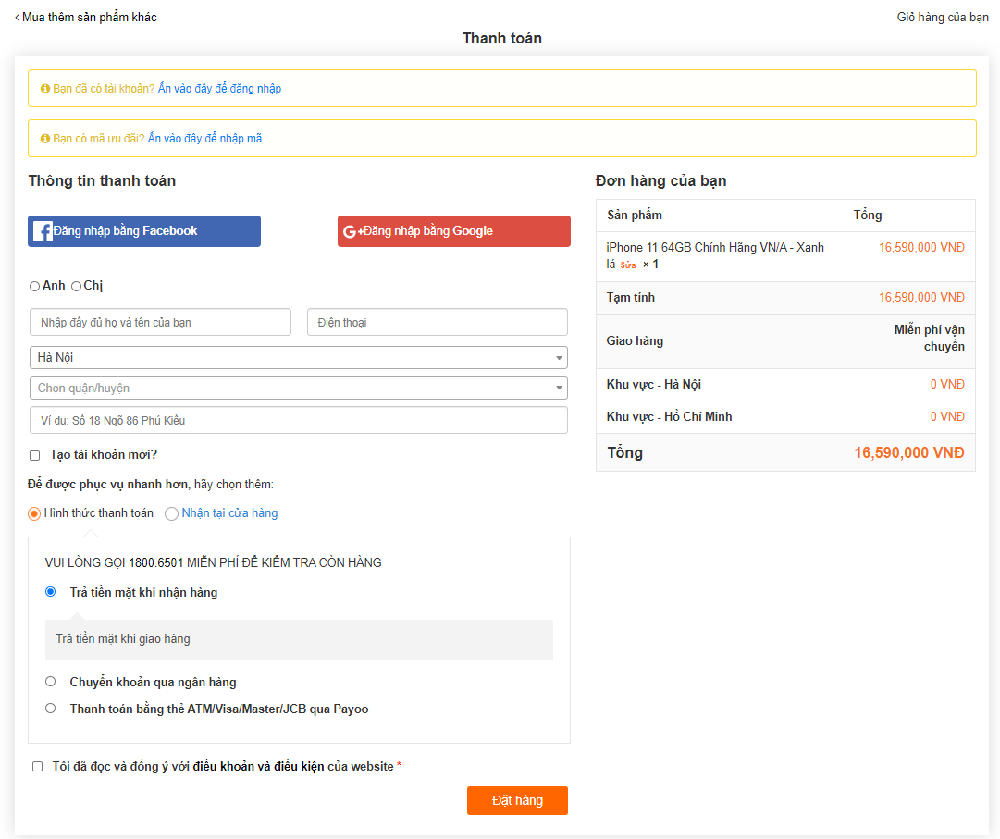 ‹ Mua thêm sản phẩm khác
Giỏ hàng của bạn
Thanh toán
Bạn đã có tài khoản? Ấn vào đây để đăng nhập
Bạn có mã ưu đãi? Ấn vào đây để nhập mã
Thông tin thanh toán
Đăng nhập bằng Facebook
G+Đăng nhập bằng Google
Anh Chị
Nhập đầy đủ họ và tên của bạn
Điện thoại
Hà Nội
Chọn quận/huyện
Ví dụ: Số 18 Ngõ 86 Phú Kiều
Tạo tài khoản mới?
Để được phục vụ nhanh hơn, hãy chọn thêm:
Hình thức thanh toán Nhận tại cửa hàng
VUI LÒNG GỌI 1800.6501 MIỄN PHÍ ĐỂ KIỂM TRA CÒN HÀNG
Trả tiền mặt khi nhận hàng
Trả tiền mặt khi giao hàng
Chuyển khoản qua ngân hàng
Thanh toán bằng thẻ ATM/Visa/Master/JCB qua Payoo
Tôi đã đọc và đồng ý với điều khoản và điều kiện của website *
Đặt hàng
Đơn hàng của bạn
Sản phẩm Tổng
iPhone 11 64GB Chính Hãng VN/A - Xanh 16,590,000 VNĐ
lá Sửa × 1
Tạm tính 16,590,000 VNĐ
Giao hàng Miễn phí vận
chuyển
Khu vực - Hà Nội 0 VNĐ
Khu vực - Hồ Chí Minh 0 VNĐ
Tổng 16,590,000 VNĐ